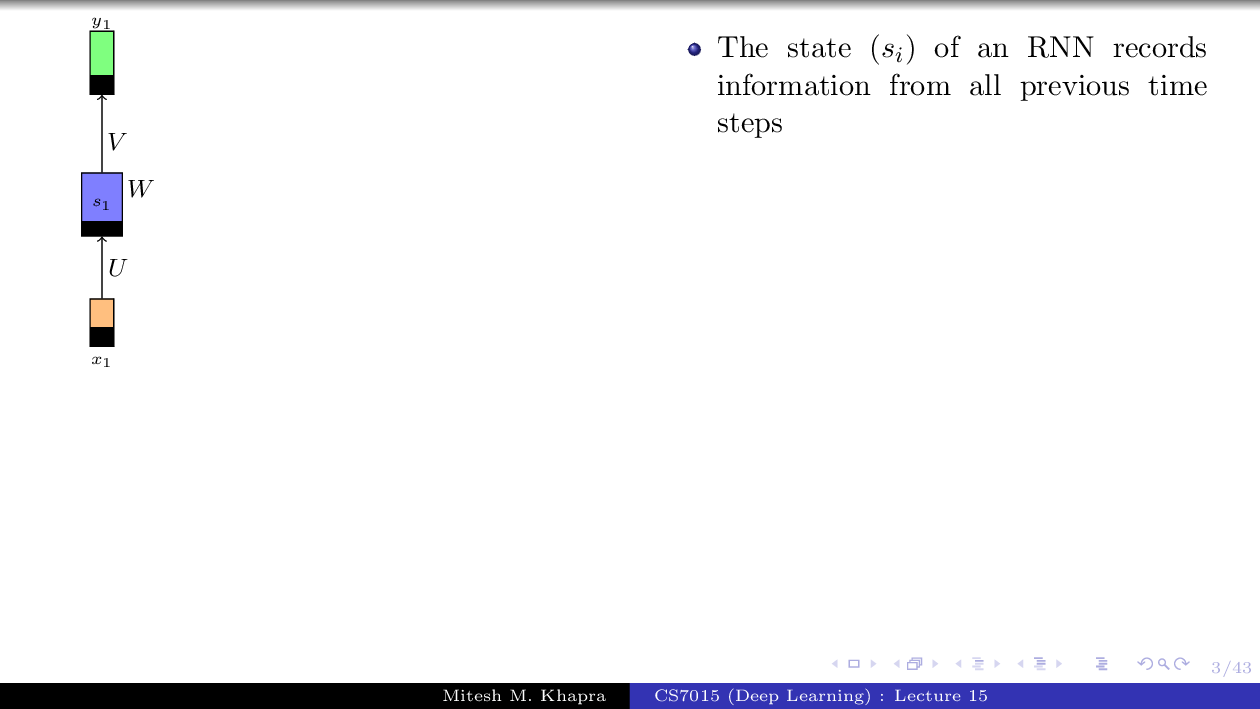 y₁
V
W
s₁
U
x₁
The state (sᵢ) of an RNN records
information from all previous time
steps
3/43
Mitesh M. Khapra
CS7015 (Deep Learning) : Lecture 15